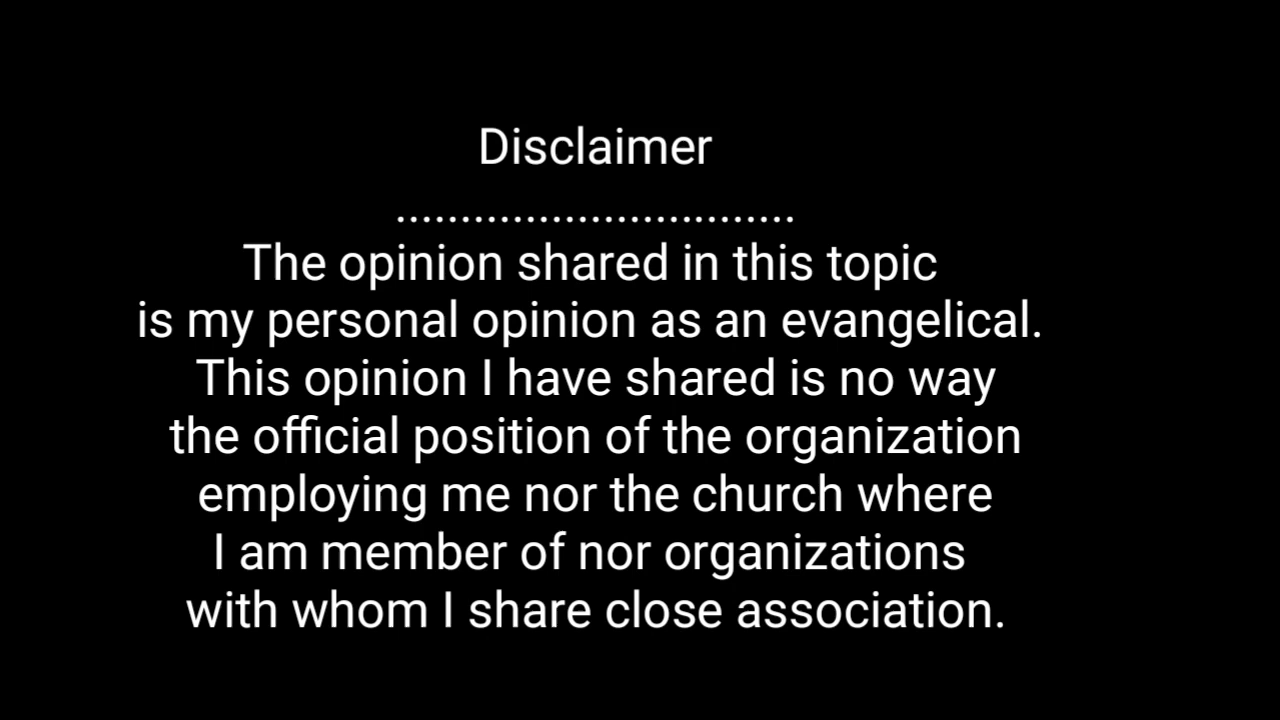 Disclaimer
...............................
The opinion shared in this topic
is my personal opinion as an evangelical.
This opinion I have shared is no way
the official position of the organization
employing me nor the church where
I am member of nor organizations
with whom I share close association.